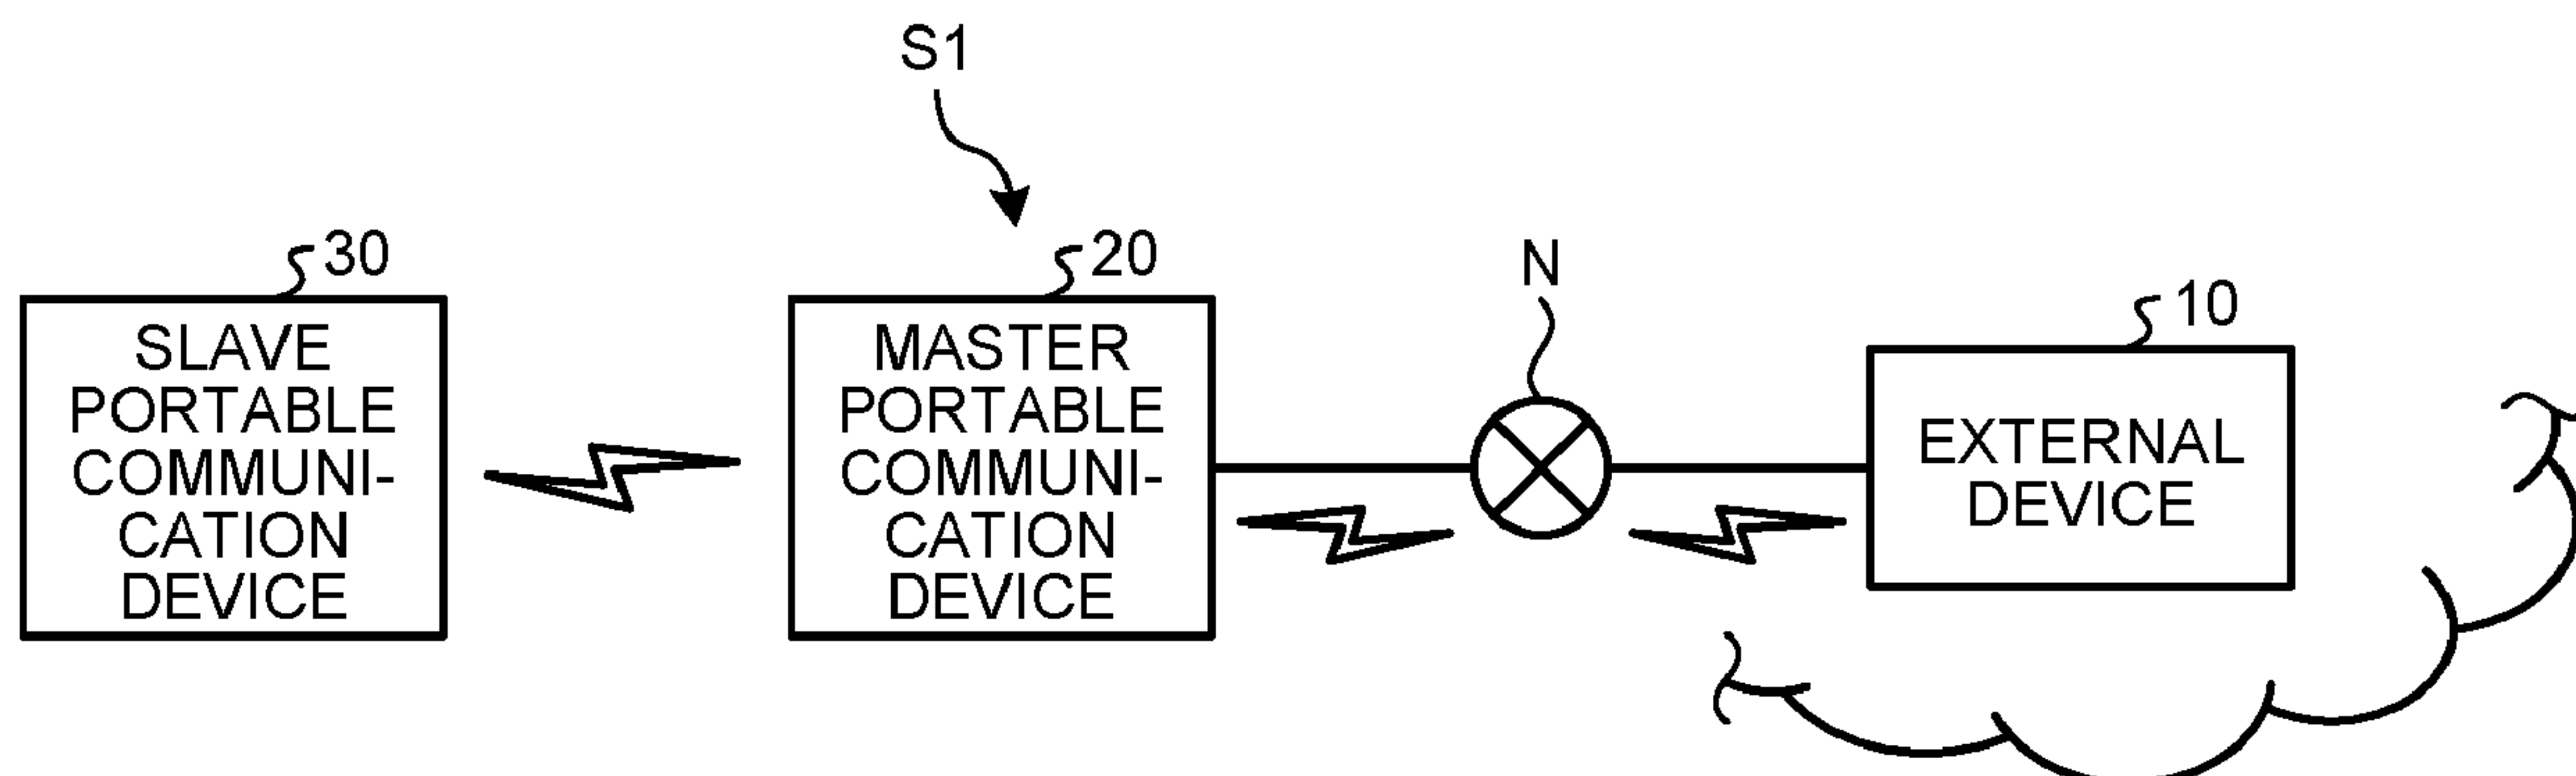 S1
30
SLAVE
PORTABLE
COMMUNI-
CATION
DEVICE
20
MASTER
PORTABLE
COMMUNI-
CATION
DEVICE
N
10
EXTERNAL
DEVICE